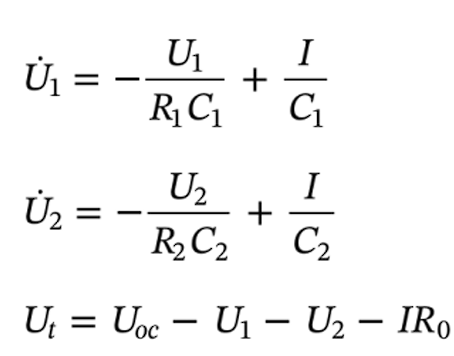 U̇₁ = −U₁/(R₁C₁) + I/C₁
U̇₂ = −U₂/(R₂C₂) + I/C₂
Uₜ = U_oc − U₁ − U₂ − IR₀